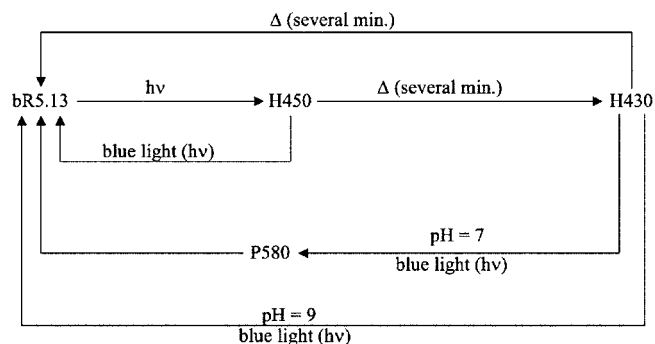 Δ (several min.)
hν
Δ (several min.)
bR5.13
H450
H430
blue light (hν)
pH = 7
P580
blue light (hν)
pH = 9
blue light (hν)